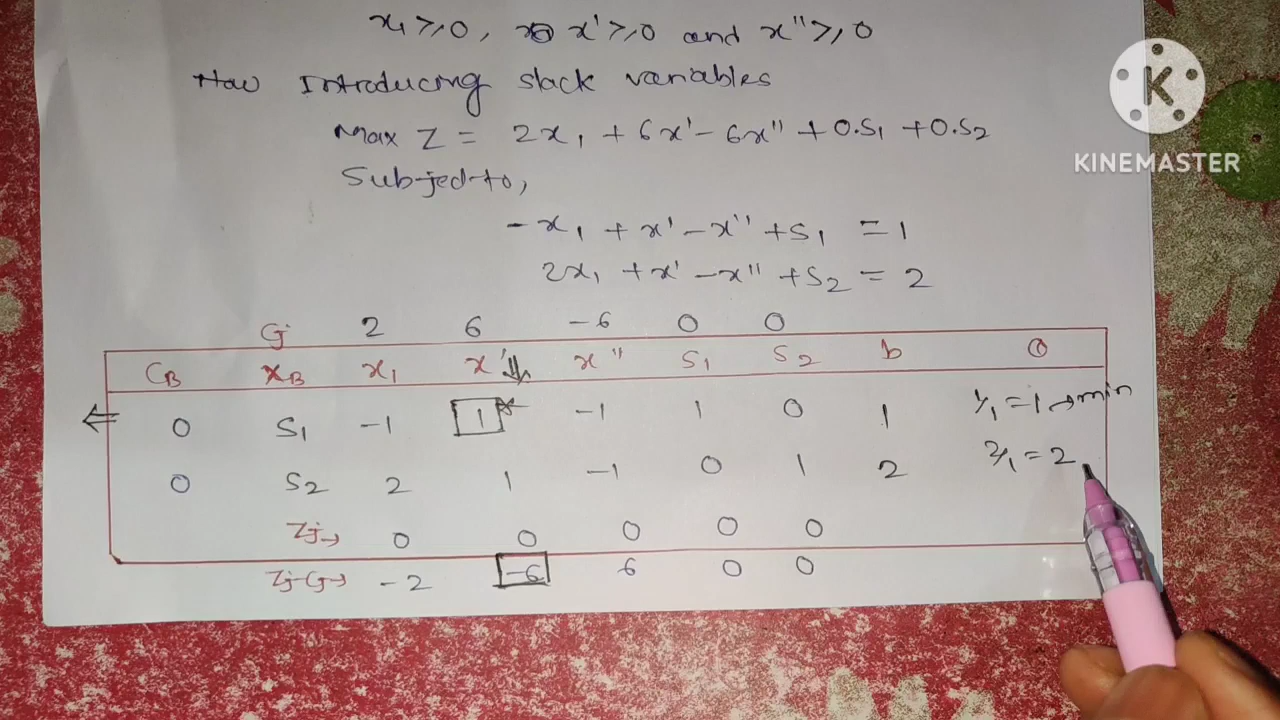 x₁ ≥ 0, x' ≥ 0 and x'' ≥ 0
Now Introducing slack variables
K
KINEMASTER
Max Z = 2x₁ + 6x' - 6x'' + 0.S₁ + 0.S₂
Subject to,
-x₁ + x' - x'' + S₁ = 1
2x₁ + x' - x'' + S₂ = 2
Cj 2 6 -6 0 0
CB XB x₁ x' x'' S₁ S₂ b θ
0 S₁ -1 1 -1 1 0 1 1/1 = 1 → min
0 S₂ 2 1 -1 0 1 2 2/1 = 2
Zj→ 0 0 0 0 0
Zj-Cj→ -2 -6 6 0 0